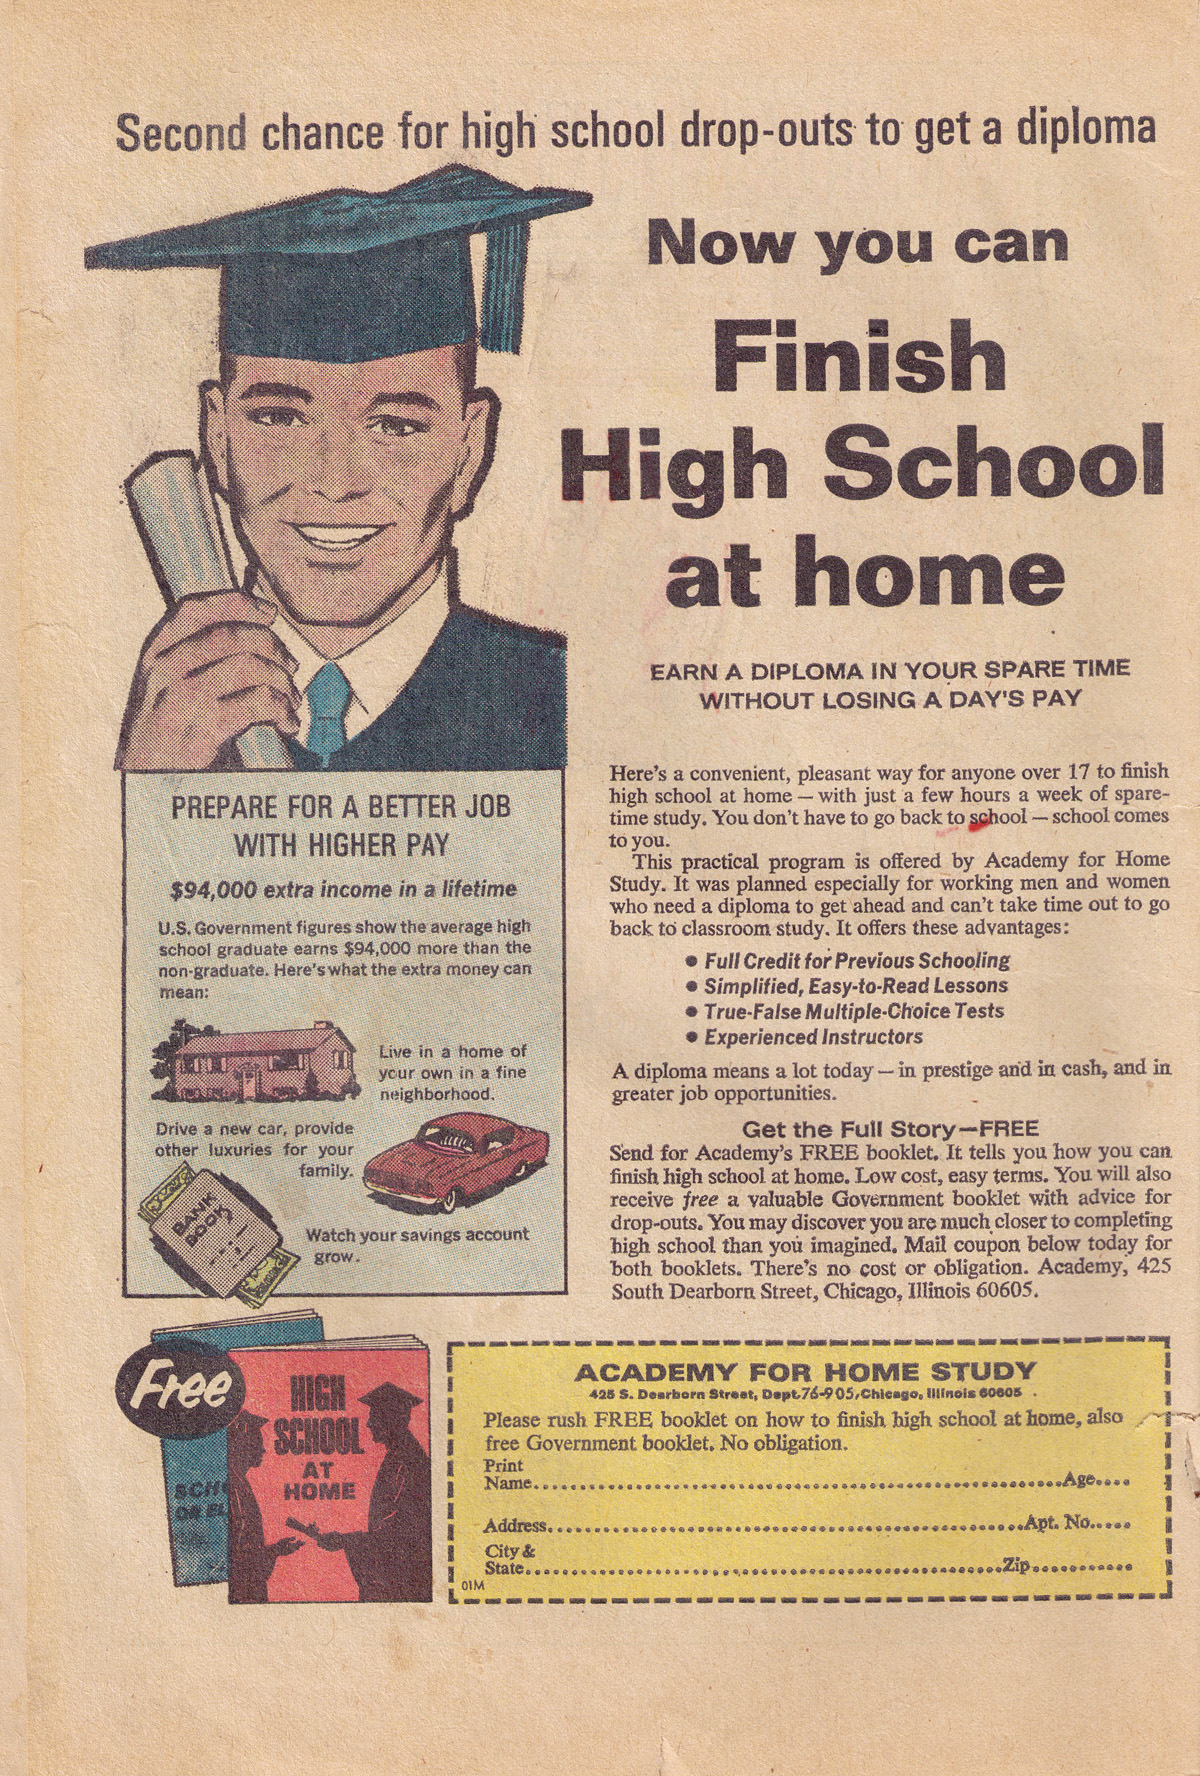 Second chance for high school drop-outs to get a diploma
Now you can
Finish
High School
at home
EARN A DIPLOMA IN YOUR SPARE TIME
WITHOUT LOSING A DAY'S PAY
PREPARE FOR A BETTER JOB
WITH HIGHER PAY
$94,000 extra income in a lifetime
U.S. Government figures show the average high
school graduate earns $94,000 more than the
non-graduate. Here's what the extra money can
mean:
Live in a home of
your own in a fine
neighborhood.
Drive a new car, provide
other luxuries for your
family.
BANK
BOOK
Watch your savings account
grow.
Here's a convenient, pleasant way for anyone over 17 to finish
high school at home — with just a few hours a week of spare-
time study. You don't have to go back to school — school comes
to you.
This practical program is offered by Academy for Home
Study. It was planned especially for working men and women
who need a diploma to get ahead and can't take time out to go
back to classroom study. It offers these advantages:
• Full Credit for Previous Schooling
• Simplified, Easy-to-Read Lessons
• True-False Multiple-Choice Tests
• Experienced Instructors
A diploma means a lot today — in prestige and in cash, and in
greater job opportunities.
Get the Full Story—FREE
Send for Academy's FREE booklet. It tells you how you can
finish high school at home. Low cost, easy terms. You will also
receive free a valuable Government booklet with advice for
drop-outs. You may discover you are much closer to completing
high school than you imagined. Mail coupon below today for
both booklets. There's no cost or obligation. Academy, 425
South Dearborn Street, Chicago, Illinois 60605.
Free
HIGH
SCHOOL
AT
HOME
SCH
OR EL
ACADEMY FOR HOME STUDY
425 S. Dearborn Street, Dept. 76-905, Chicago, Illinois 60605
Please rush FREE booklet on how to finish high school at home, also
free Government booklet. No obligation.
Print
Name Age
Address Apt. No.
City &
State Zip
01M